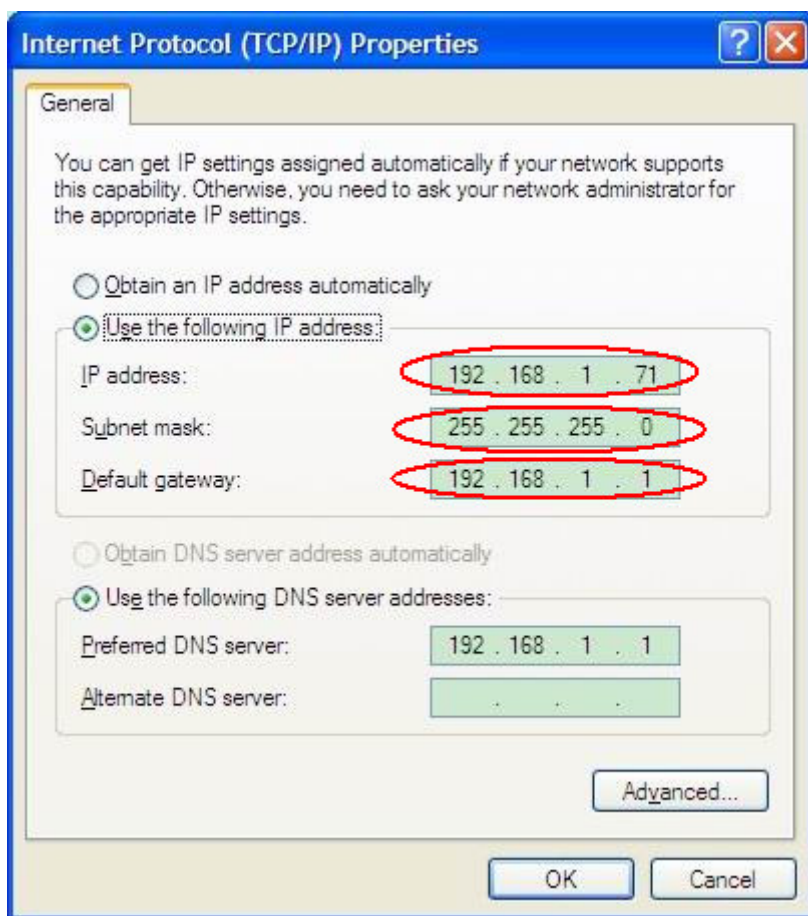 Internet Protocol (TCP/IP) Properties
General
You can get IP settings assigned automatically if your network supports
this capability. Otherwise, you need to ask your network administrator for
the appropriate IP settings.
Obtain an IP address automatically
Use the following IP address:
IP address: 192 . 168 . 1 . 71
Subnet mask: 255 . 255 . 255 . 0
Default gateway: 192 . 168 . 1 . 1
Obtain DNS server address automatically
Use the following DNS server addresses:
Preferred DNS server: 192 . 168 . 1 . 1
Alternate DNS server: . . .
Advanced...
OK Cancel